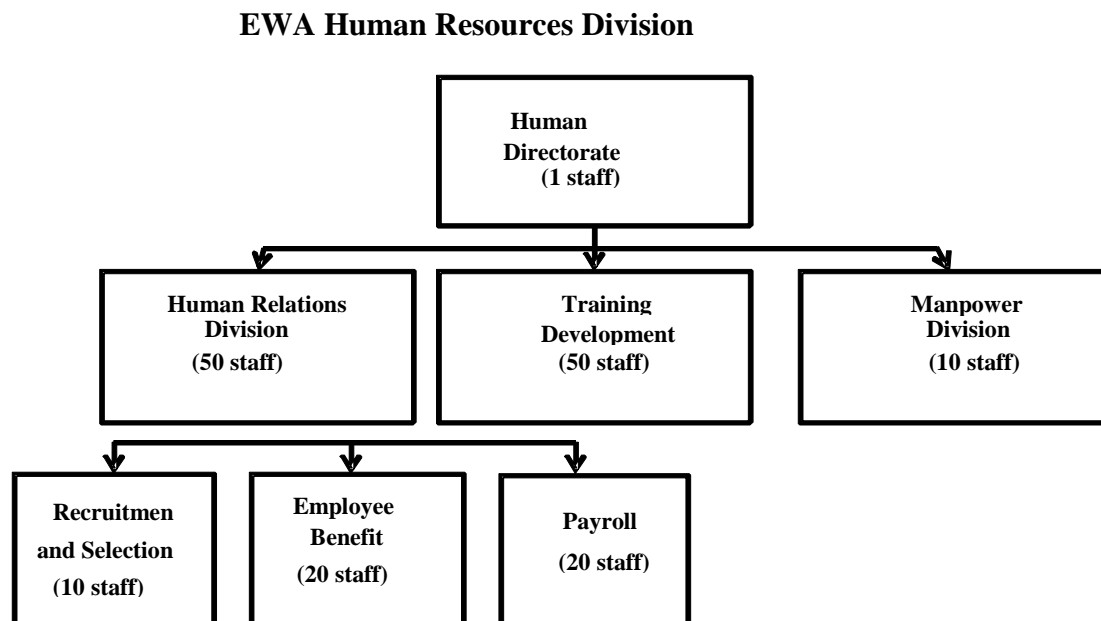 EWA Human Resources Division
Human
Directorate
(1 staff)
Human Relations
Division
(50 staff)
Training
Development
(50 staff)
Manpower
Division
(10 staff)
Recruitmen
and Selection
(10 staff)
Employee
Benefit
(20 staff)
Payroll
(20 staff)